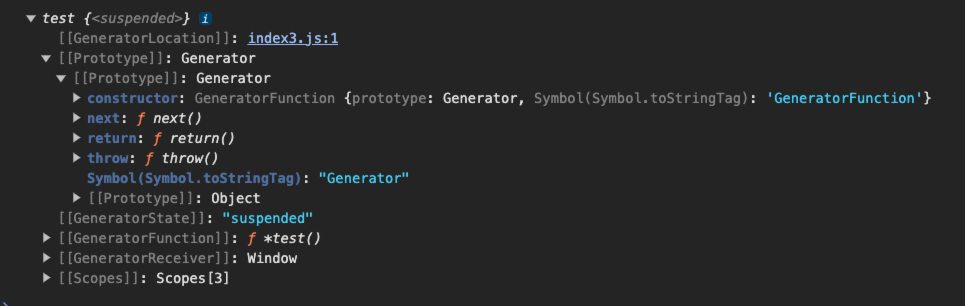 test {<suspended>} i
[[GeneratorLocation]]: index3.js:1
[[Prototype]]: Generator
[[Prototype]]: Generator
constructor: GeneratorFunction {prototype: Generator, Symbol(Symbol.toStringTag): 'GeneratorFunction'}
next: ƒ next()
return: ƒ return()
throw: ƒ throw()
Symbol(Symbol.toStringTag): "Generator"
[[Prototype]]: Object
[[GeneratorState]]: "suspended"
[[GeneratorFunction]]: ƒ *test()
[[GeneratorReceiver]]: Window
[[Scopes]]: Scopes[3]